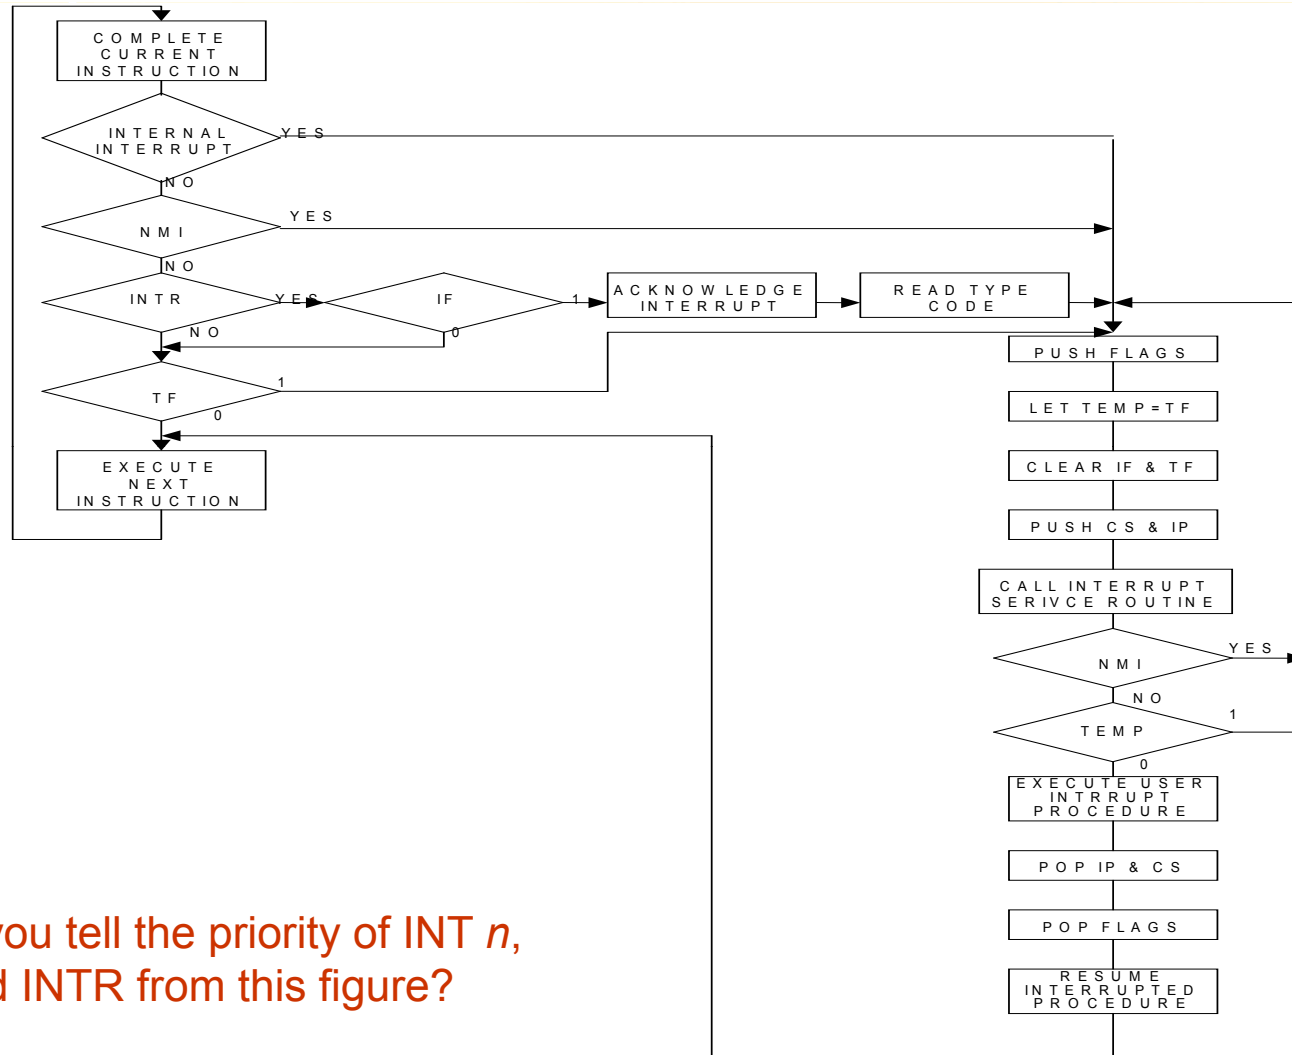 COMPLETE
CURRENT
INSTRUCTION
INTERNAL
INTERRUPT
YES
NO
NMI
YES
NO
INTR
YES
IF
1
ACKNOWLEDGE
INTERRUPT
READ TYPE
CODE
NO
0
TF
1
0
EXECUTE
NEXT
INSTRUCTION
PUSH FLAGS
LET TEMP=TF
CLEAR IF & TF
PUSH CS & IP
CALL INTERRUPT
SERIVCE ROUTINE
NMI
YES
NO
TEMP
1
0
EXECUTE USER
INTRRUPT
PROCEDURE
POP IP & CS
POP FLAGS
RESUME
INTERRUPTED
PROCEDURE
you tell the priority of INT n,
INTR from this figure?